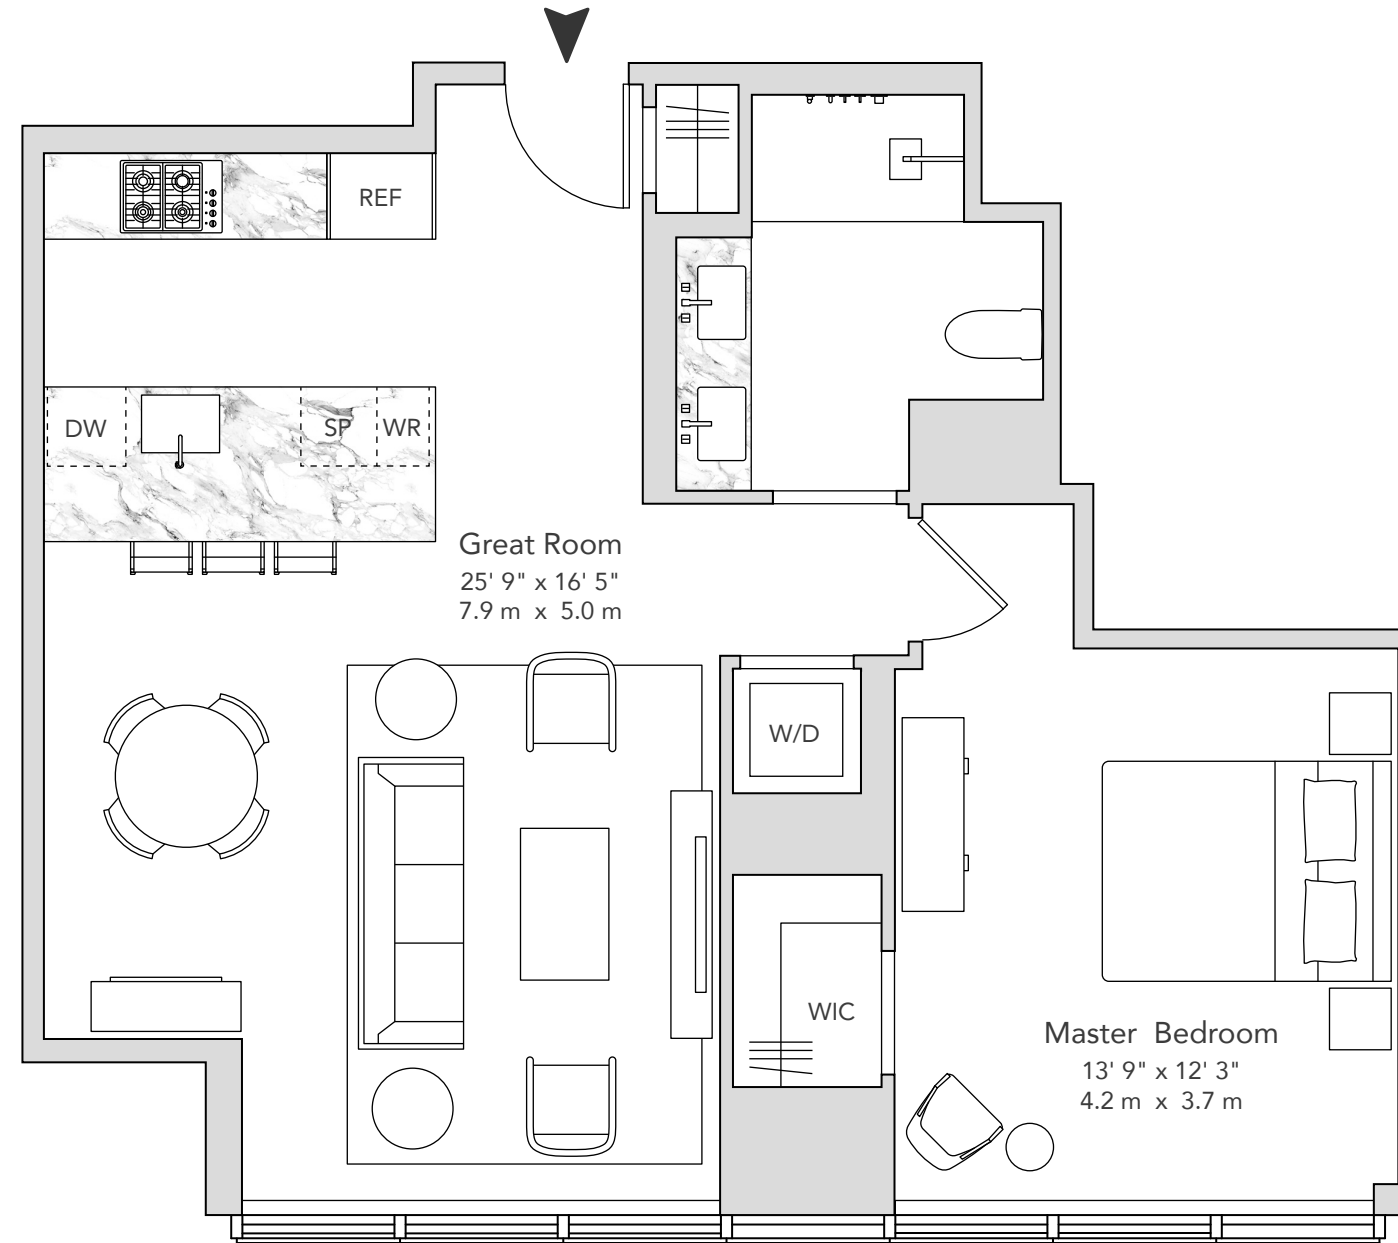 REF
DW
SP
WR
Great Room
25' 9" x 16' 5"
7.9 m x 5.0 m
W/D
WIC
Master Bedroom
13' 9" x 12' 3"
4.2 m x 3.7 m